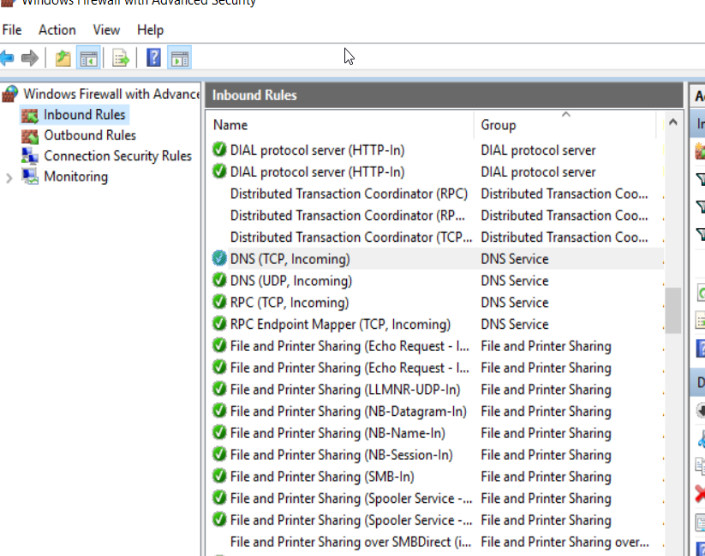 Windows Firewall with Advanced Security
File Action View Help
Windows Firewall with Advance
Inbound Rules
Outbound Rules
Connection Security Rules
Monitoring
Inbound Rules
Name Group
DIAL protocol server (HTTP-In) DIAL protocol server
DIAL protocol server (HTTP-In) DIAL protocol server
Distributed Transaction Coordinator (RPC) Distributed Transaction Coo...
Distributed Transaction Coordinator (RP... Distributed Transaction Coo...
Distributed Transaction Coordinator (TCP... Distributed Transaction Coo...
DNS (TCP, Incoming) DNS Service
DNS (UDP, Incoming) DNS Service
RPC (TCP, Incoming) DNS Service
RPC Endpoint Mapper (TCP, Incoming) DNS Service
File and Printer Sharing (Echo Request - I... File and Printer Sharing
File and Printer Sharing (Echo Request - I... File and Printer Sharing
File and Printer Sharing (LLMNR-UDP-In) File and Printer Sharing
File and Printer Sharing (NB-Datagram-In) File and Printer Sharing
File and Printer Sharing (NB-Name-In) File and Printer Sharing
File and Printer Sharing (NB-Session-In) File and Printer Sharing
File and Printer Sharing (SMB-In) File and Printer Sharing
File and Printer Sharing (Spooler Service -... File and Printer Sharing
File and Printer Sharing (Spooler Service -... File and Printer Sharing
File and Printer Sharing over SMBDirect (i... File and Printer Sharing over...